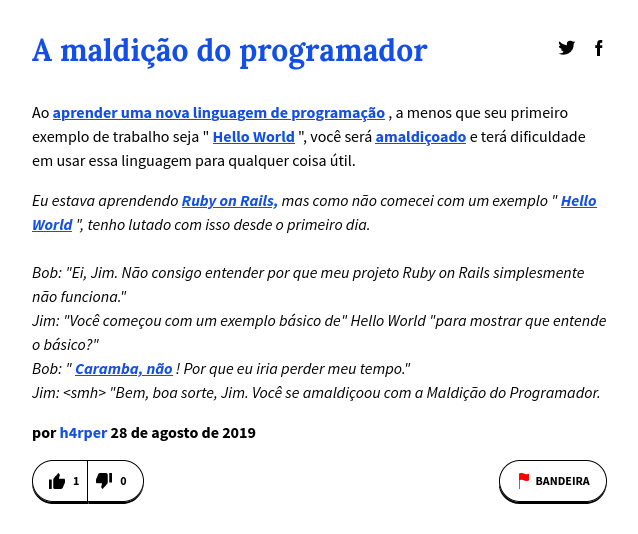 A maldição do programador
Ao aprender uma nova linguagem de programação , a menos que seu primeiro
exemplo de trabalho seja " Hello World ", você será amaldiçoado e terá dificuldade
em usar essa linguagem para qualquer coisa útil.
Eu estava aprendendo Ruby on Rails, mas como não comecei com um exemplo " Hello
World ", tenho lutado com isso desde o primeiro dia.
Bob: "Ei, Jim. Não consigo entender por que meu projeto Ruby on Rails simplesmente
não funciona."
Jim: "Você começou com um exemplo básico de" Hello World "para mostrar que entende
o básico?"
Bob: " Caramba, não ! Por que eu iria perder meu tempo."
Jim: <smh> "Bem, boa sorte, Jim. Você se amaldiçoou com a Maldição do Programador.
por h4rper 28 de agosto de 2019
1 0 BANDEIRA